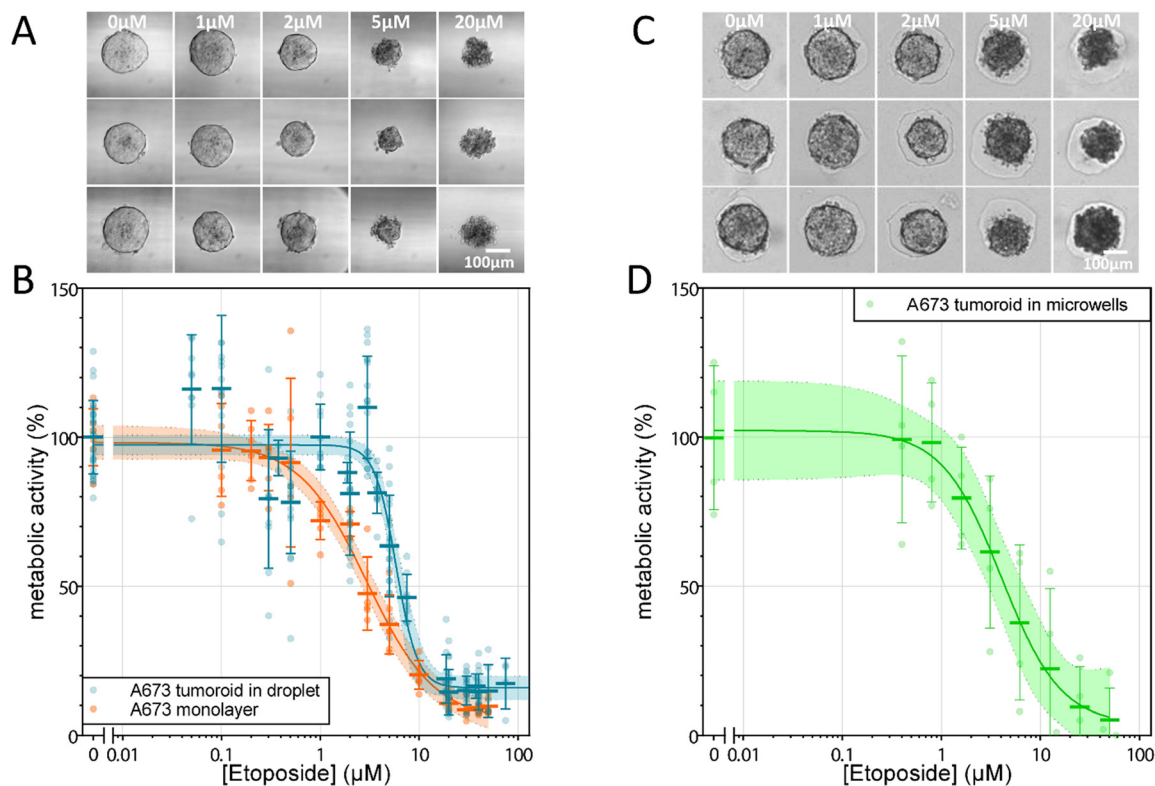 A
0µM 1µM 2µM 5µM 20µM
100µm
C
0µM 1µM 2µM 5µM 20µM
100µm
B
150
100
50
0
metabolic activity (%)
A673 tumoroid in droplet
A673 monolayer
0 0.01 0.1 1 10 100
[Etoposide] (µM)
D
150
100
50
0
metabolic activity (%)
A673 tumoroid in microwells
0 0.01 0.1 1 10 100
[Etoposide] (µM)